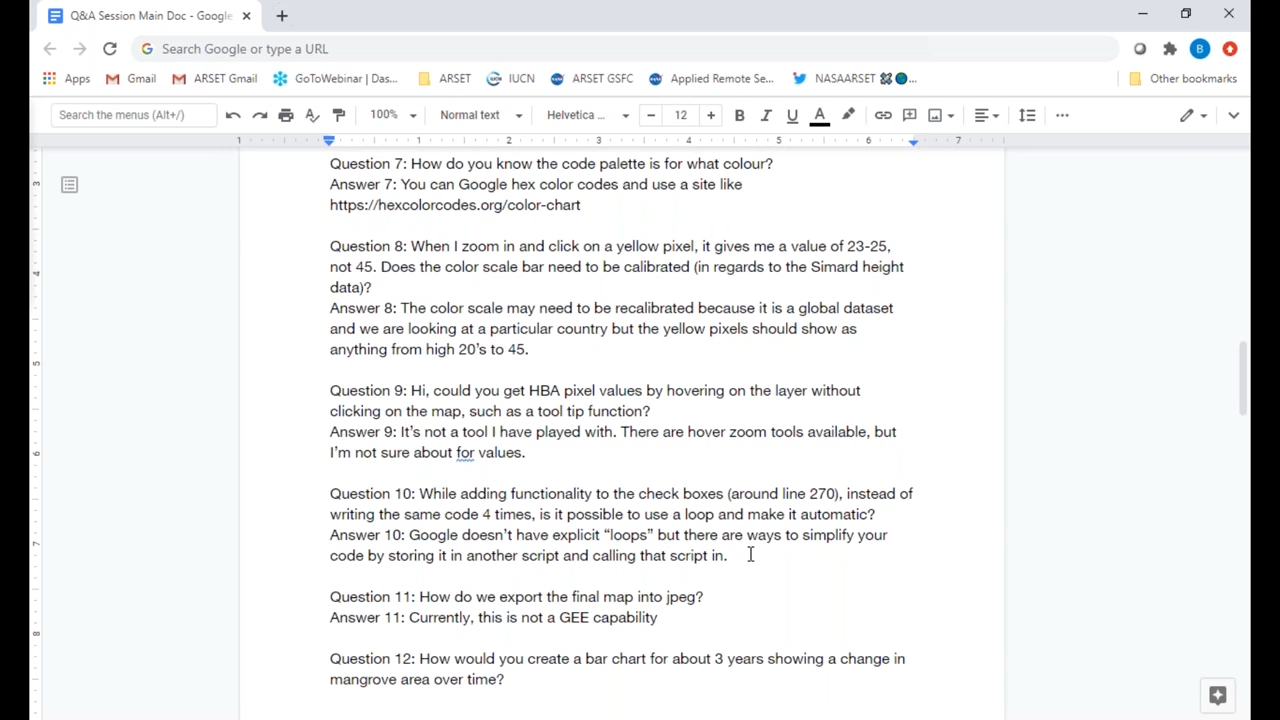 Q&A Session Main Doc - Google
Search Google or type a URL
Apps Gmail ARSET Gmail GoToWebinar | Das... ARSET IUCN ARSET GSFC Applied Remote Se... NASAARSET ... Other bookmarks
Search the menus (Alt+/) 100% Normal text Helvetica ... 12 B I U A
1 1 2 3 4 5 6 7
3
4
5
6
7
8
Question 7: How do you know the code palette is for what colour?
Answer 7: You can Google hex color codes and use a site like
https://hexcolorcodes.org/color-chart
Question 8: When I zoom in and click on a yellow pixel, it gives me a value of 23-25,
not 45. Does the color scale bar need to be calibrated (in regards to the Simard height
data)?
Answer 8: The color scale may need to be recalibrated because it is a global dataset
and we are looking at a particular country but the yellow pixels should show as
anything from high 20's to 45.
Question 9: Hi, could you get HBA pixel values by hovering on the layer without
clicking on the map, such as a tool tip function?
Answer 9: It's not a tool I have played with. There are hover zoom tools available, but
I'm not sure about for values.
Question 10: While adding functionality to the check boxes (around line 270), instead of
writing the same code 4 times, is it possible to use a loop and make it automatic?
Answer 10: Google doesn't have explicit “loops” but there are ways to simplify your
code by storing it in another script and calling that script in.
Question 11: How do we export the final map into jpeg?
Answer 11: Currently, this is not a GEE capability
Question 12: How would you create a bar chart for about 3 years showing a change in
mangrove area over time?